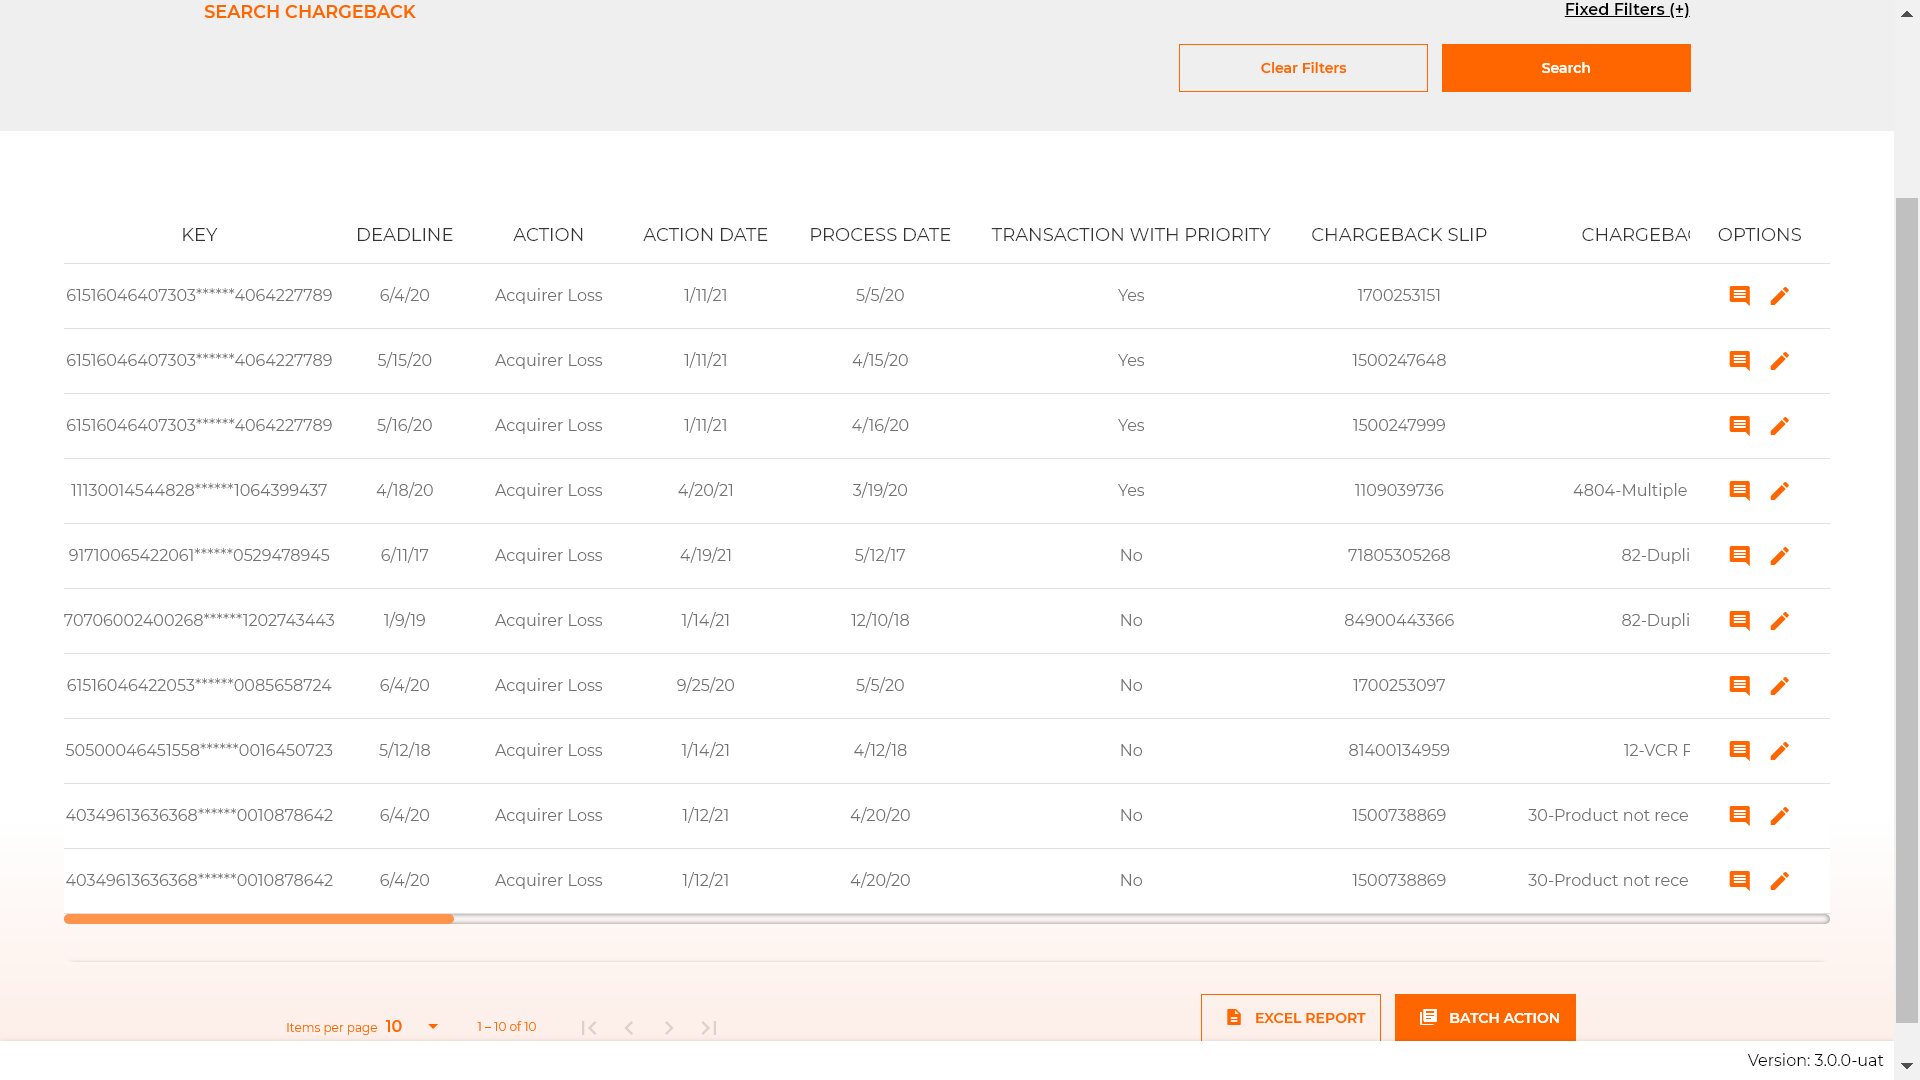 SEARCH CHARGEBACK
Fixed Filters (+)
Clear Filters
Search
KEY DEADLINE ACTION ACTION DATE PROCESS DATE TRANSACTION WITH PRIORITY CHARGEBACK SLIP CHARGEBAC OPTIONS
61516046407303******4064227789 6/4/20 Acquirer Loss 1/11/21 5/5/20 Yes 1700253151
61516046407303******4064227789 5/15/20 Acquirer Loss 1/11/21 4/15/20 Yes 1500247648
61516046407303******4064227789 5/16/20 Acquirer Loss 1/11/21 4/16/20 Yes 1500247999
11130014544828******1064399437 4/18/20 Acquirer Loss 4/20/21 3/19/20 Yes 1109039736 4804-Multiple
91710065422061******0529478945 6/11/17 Acquirer Loss 4/19/21 5/12/17 No 71805305268 82-Dupli
70706002400268******1202743443 1/9/19 Acquirer Loss 1/14/21 12/10/18 No 84900443366 82-Dupli
61516046422053******0085658724 6/4/20 Acquirer Loss 9/25/20 5/5/20 No 1700253097
50500046451558******0016450723 5/12/18 Acquirer Loss 1/14/21 4/12/18 No 81400134959 12-VCR F
40349613636368******0010878642 6/4/20 Acquirer Loss 1/12/21 4/20/20 No 1500738869 30-Product not rece
40349613636368******0010878642 6/4/20 Acquirer Loss 1/12/21 4/20/20 No 1500738869 30-Product not rece
Items per page 10 1 – 10 of 10
EXCEL REPORT
BATCH ACTION
Version: 3.0.0-uat